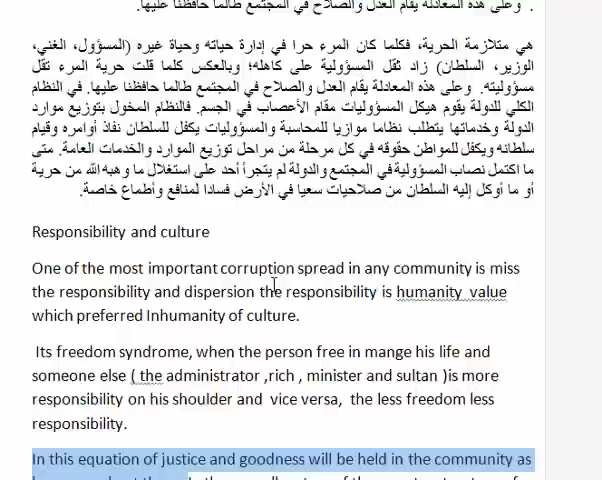 . وعلى هذه المعادلة يقام العدل والصلاح في المجتمع طالما حافظنا عليها.
هي متلازمة الحرية، فكلما كان المرء حرا في إدارة حياته وحياة غيره (المسؤول، الغني،
الوزير، السلطان) زاد ثقل المسؤولية على كاهله؛ وبالعكس كلما قلت حرية المرء تقل
مسؤوليته. وعلى هذه المعادلة يقام العدل والصلاح في المجتمع طالما حافظنا عليها. في النظام
الكلي للدولة يقوم هيكل المسؤوليات مقام الأعصاب في الجسم. فالنظام المخول بتوزيع موارد
الدولة وخدماتها يتطلب نظاما موازيا للمحاسبة والمسؤوليات يكفل للسلطان نفاذ أوامره وقيام
سلطانه ويكفل للمواطن حقوقه في كل مرحلة من مراحل توزيع الموارد والخدمات العامة. متى
ما اكتمل نصاب المسؤولية في المجتمع والدولة لم يتجرأ أحد على استغلال ما وهبه الله من حرية
أو ما أوكل إليه السلطان من صلاحيات سعيا في الأرض فسادا لمنافع وأطماع خاصة.
Responsibility and culture
One of the most important corruption spread in any community is miss
the responsibility and dispersion the responsibility is humanity value
which preferred Inhumanity of culture.
Its freedom syndrome, when the person free in mange his life and
someone else ( the administrator ,rich , minister and sultan )is more
responsibility on his shoulder and vice versa, the less freedom less
responsibility.
In this equation of justice and goodness will be held in the community as